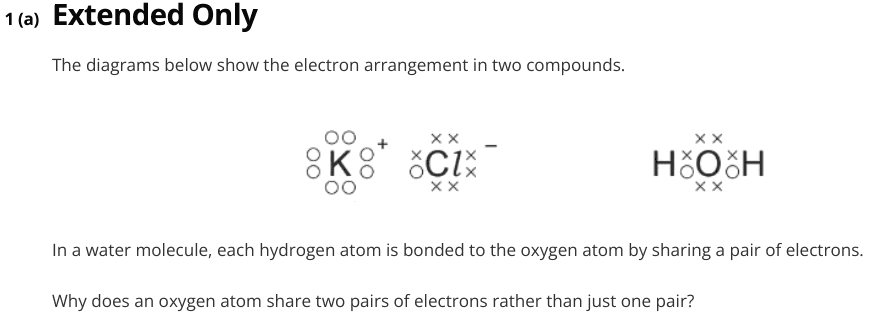 1 (a) Extended Only
The diagrams below show the electron arrangement in two compounds.
K + Cl − H O H
In a water molecule, each hydrogen atom is bonded to the oxygen atom by sharing a pair of electrons.
Why does an oxygen atom share two pairs of electrons rather than just one pair?